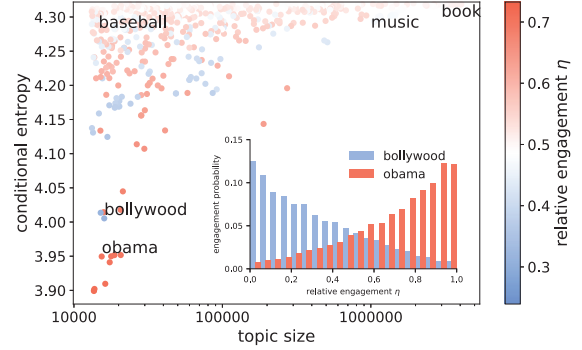 4.30
4.25
4.20
4.15
4.10
4.05
4.00
3.95
3.90
conditional entropy
10000
100000
1000000
topic size
baseball
music
book
bollywood
obama
0.15
0.10
0.05
0.00
engagement probability
0,0
0.2
0,4
0.6
0.8
1,0
relative engagement η
bollywood
obama
0.7
0.6
0.5
0.4
0.3
relative engagement η